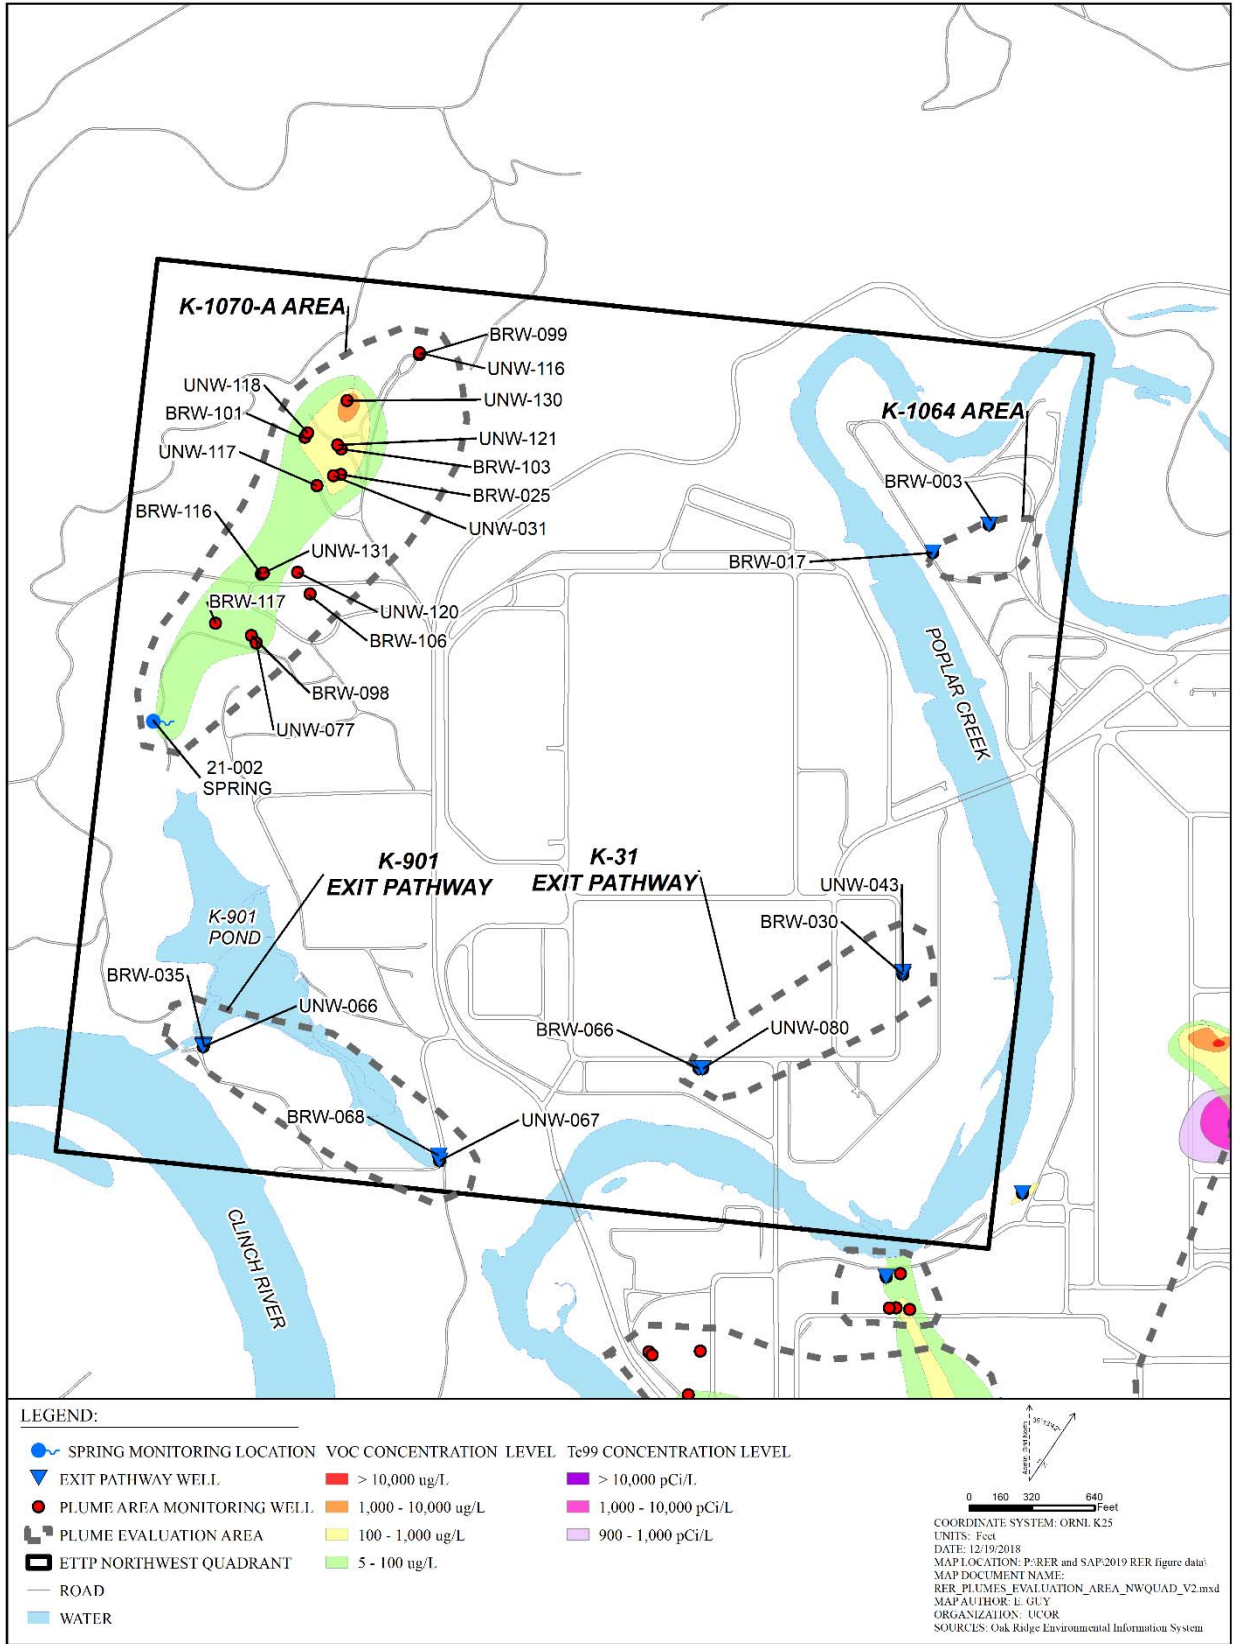 K-1070-A AREA
BRW-099
UNW-116
UNW-118
UNW-130
BRW-101
UNW-121
UNW-117
BRW-103
BRW-025
UNW-031
BRW-116
UNW-131
BRW-117
UNW-120
BRW-106
BRW-098
UNW-077
21-002
SPRING
K-1064 AREA
BRW-003
BRW-017
POPLAR CREEK
K-901
EXIT PATHWAY
K-31
EXIT PATHWAY
UNW-043
BRW-030
K-901
POND
BRW-035
UNW-066
BRW-066
UNW-080
BRW-068
UNW-067
CLINCH RIVER
LEGEND:
SPRING MONITORING LOCATION
EXIT PATHWAY WELL
PLUME AREA MONITORING WELL
PLUME EVALUATION AREA
ETTP NORTHWEST QUADRANT
ROAD
WATER
VOC CONCENTRATION LEVEL
> 10,000 ug/L
1,000 - 10,000 ug/L
100 - 1,000 ug/L
5 - 100 ug/L
Tc99 CONCENTRATION LEVEL
> 10,000 pCi/L
1,000 - 10,000 pCi/L
900 - 1,000 pCi/L
0 160 320 640
Feet
COORDINATE SYSTEM: ORNL K25
UNITS: Feet
DATE: 12/19/2018
MAP LOCATION: P:\RER and SAP\2019 RER figure data\
MAP DOCUMENT NAME:
RER_PLUMES_EVALUATION_AREA_NWQUAD_V2.mxd
MAP AUTHOR: E. GUY
ORGANIZATION: UCOR
SOURCES: Oak Ridge Environmental Information System